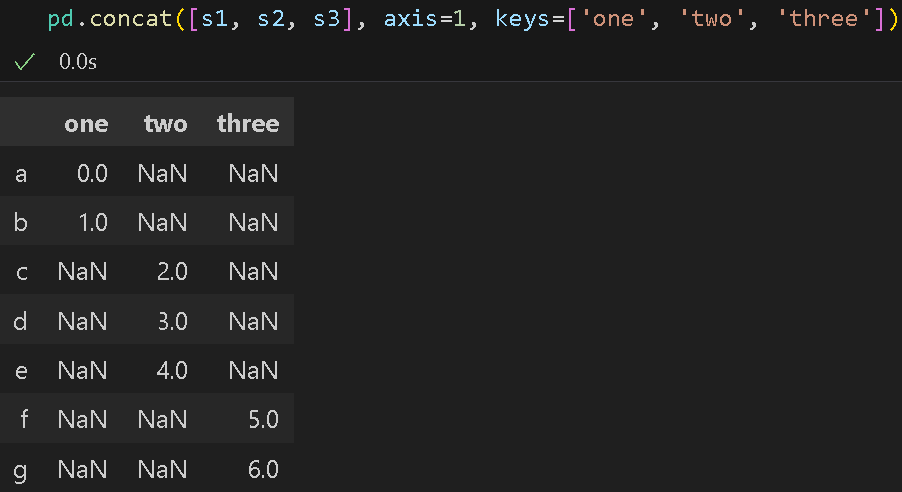 pd.concat([s1, s2, s3], axis=1, keys=['one', 'two', 'three'])
0.0s
one two three
a 0.0 NaN NaN
b 1.0 NaN NaN
c NaN 2.0 NaN
d NaN 3.0 NaN
e NaN 4.0 NaN
f NaN NaN 5.0
g NaN NaN 6.0